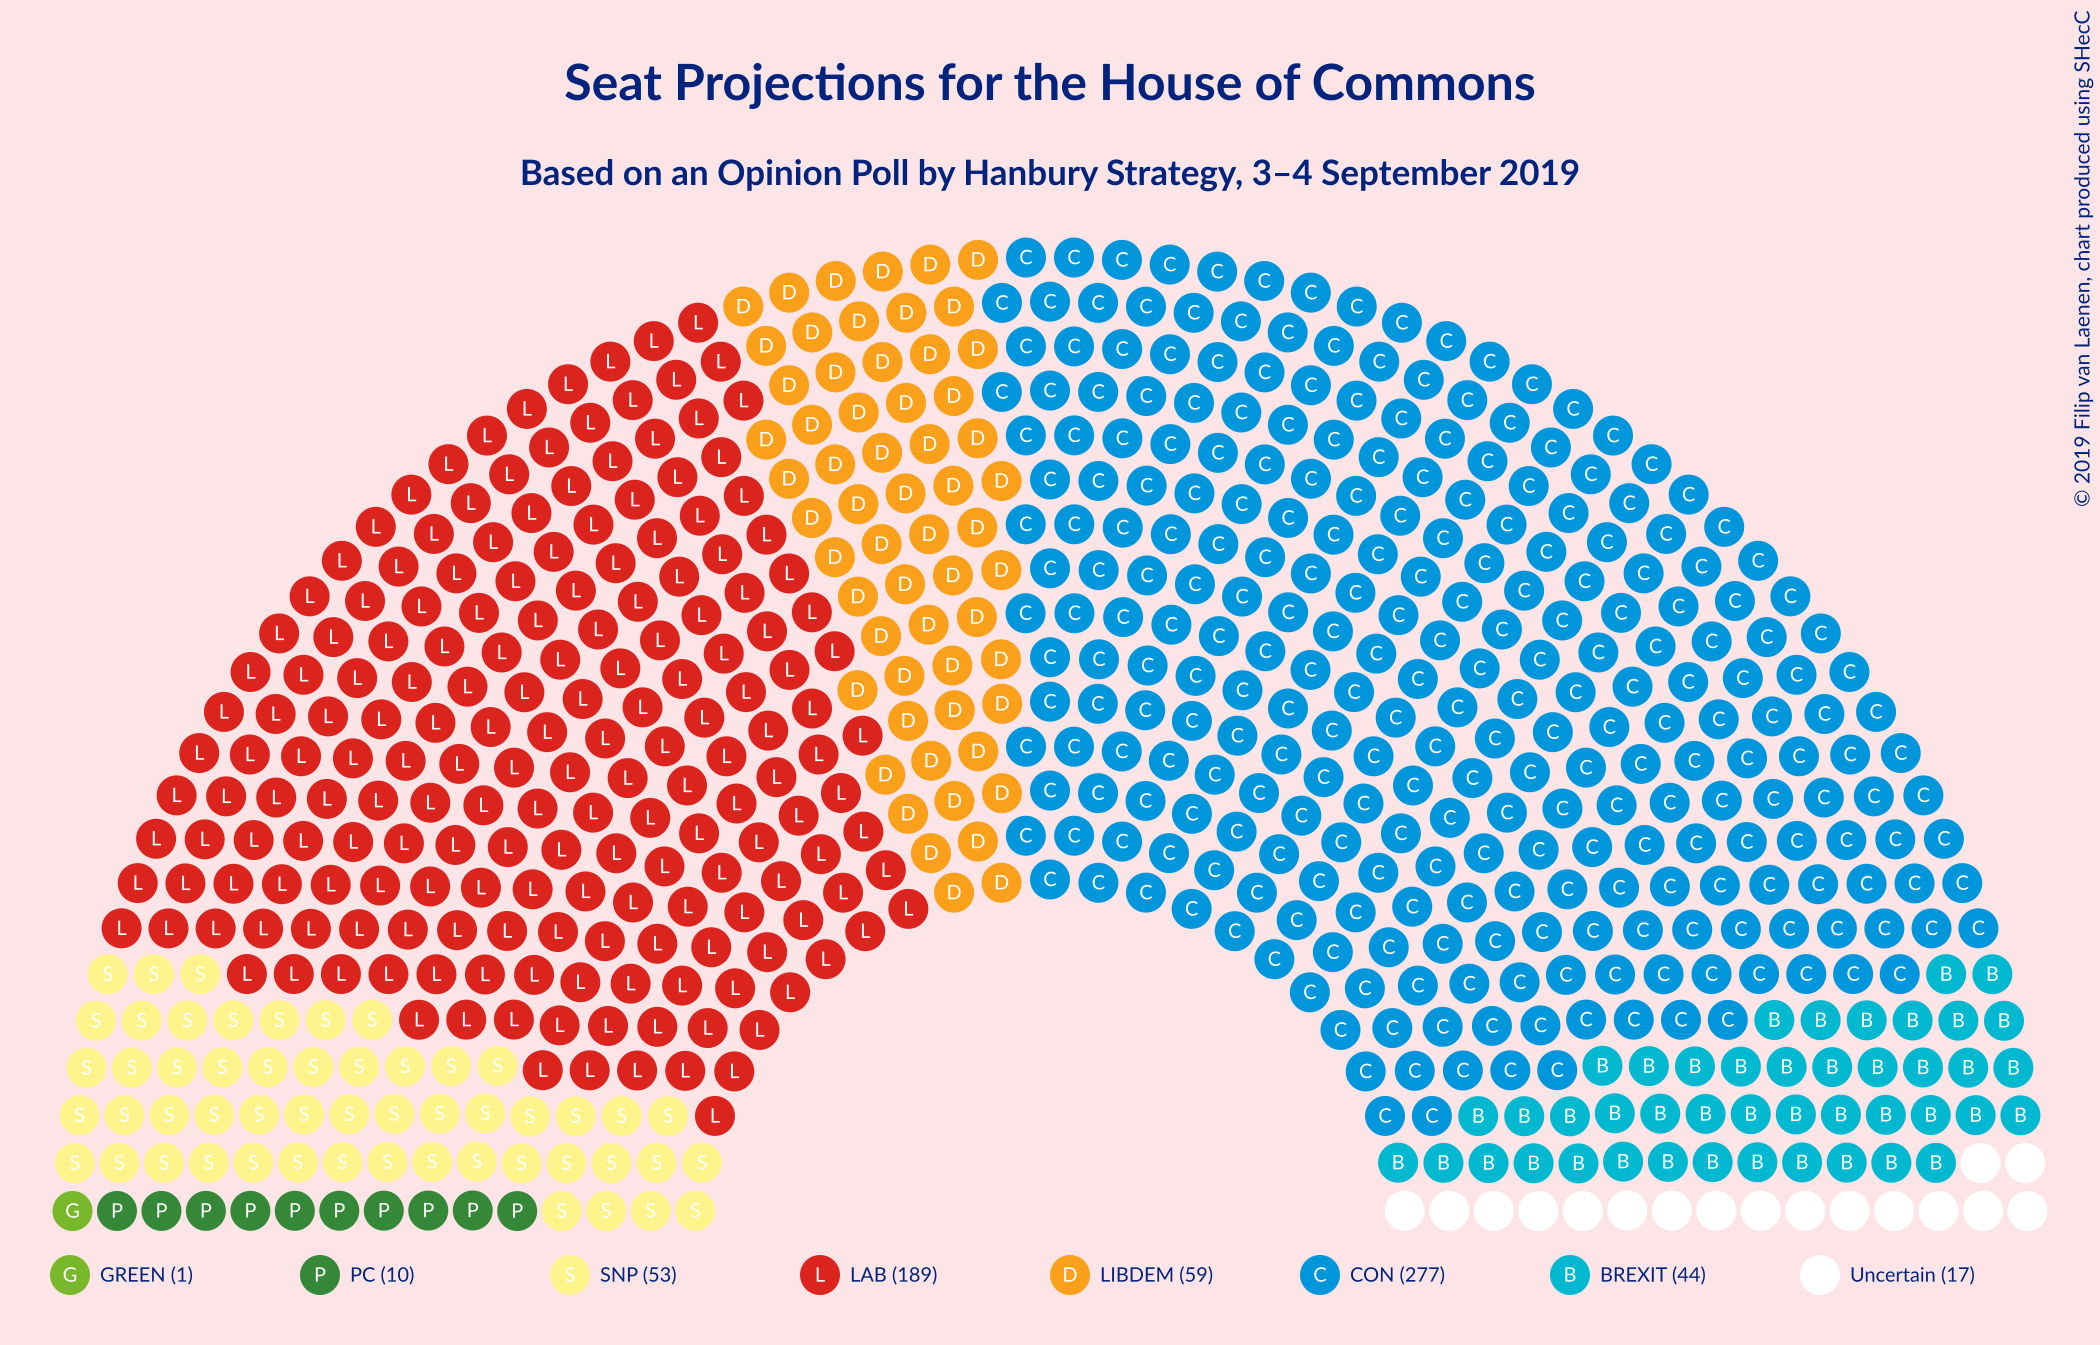 Seat Projections for the House of Commons
Based on an Opinion Poll by Hanbury Strategy, 3–4 September 2019
© 2019 Filip van Laenen, chart produced using SHecC
G GREEN (1)
P PC (10)
S SNP (53)
L LAB (189)
D LIBDEM (59)
C CON (277)
B BREXIT (44)
Uncertain (17)